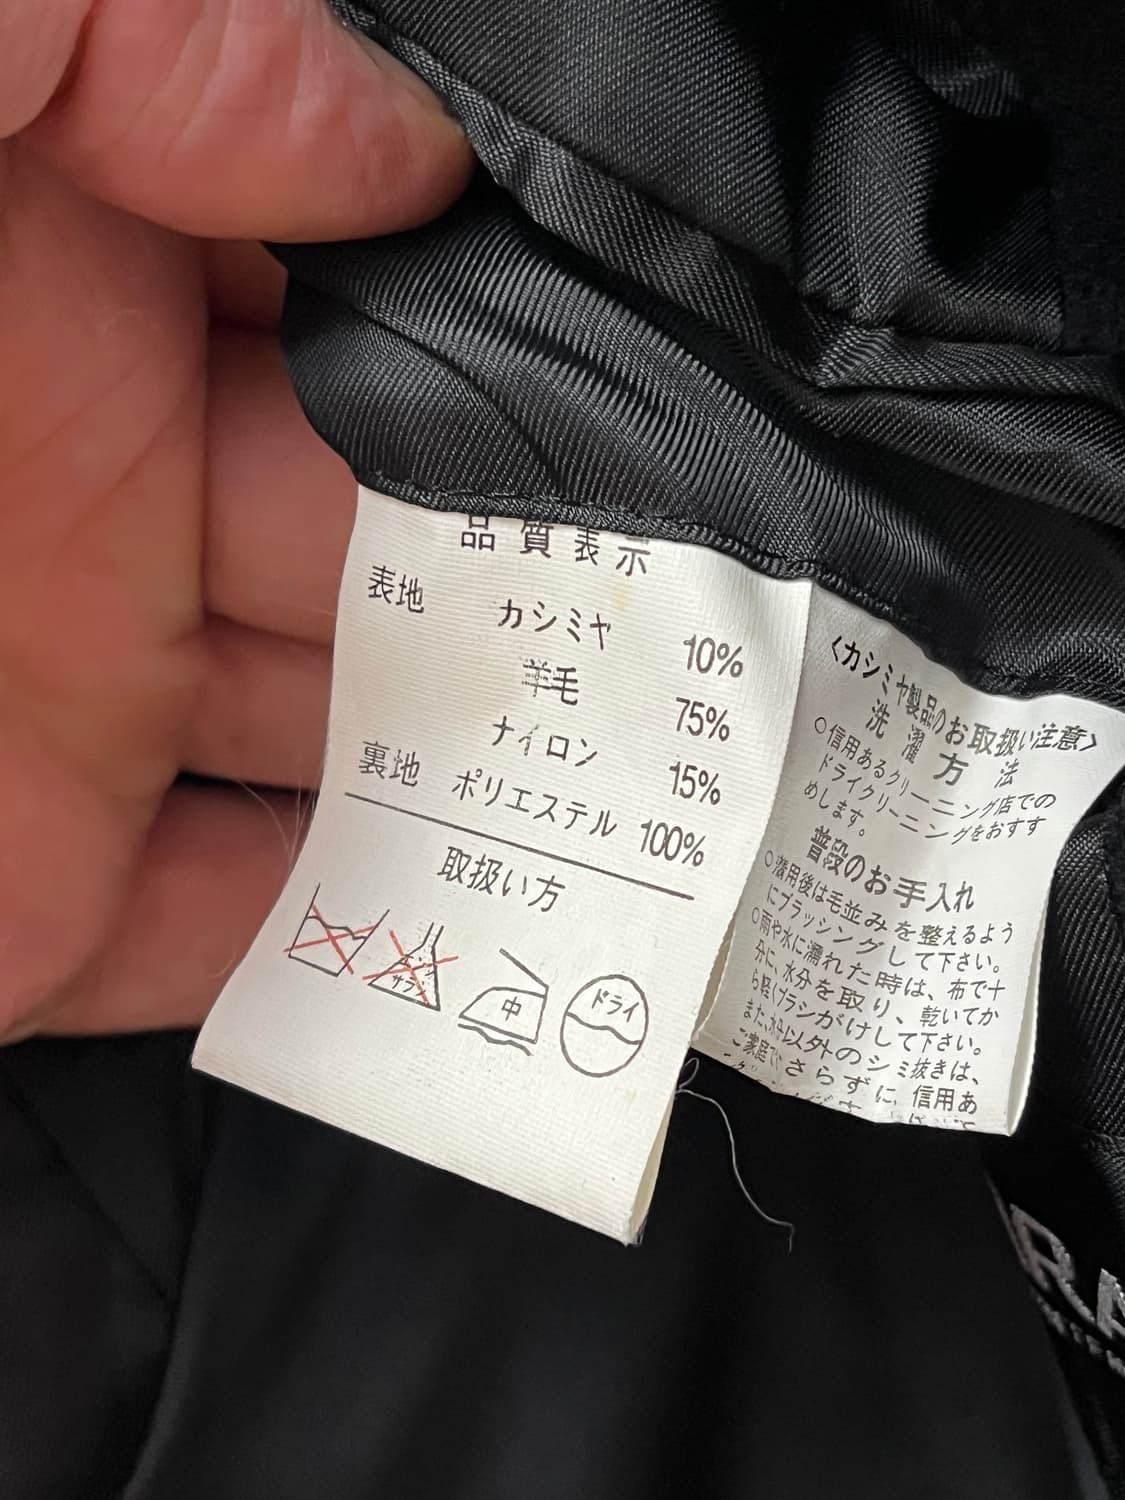 品質表示
表地 カシミヤ 10%
羊毛 75%
ナイロン 15%
裏地 ポリエステル 100%
取扱い方
エンソ
サラシ
中
ドライ
<カシミヤ製品のお取扱い注意>
洗濯方法
○信用あるクリーニング店での
ドライクリーニングをおすす
めします。
普段のお手入れ
○着用後は毛並みを整えるよう
にブラッシングして下さい。
○雨や水に濡れた時は、布で十
分に、水分を取り、乾いてか
ら軽くブラシがけして下さい。
また、水以外のシミ抜きは、
ご家庭でさらずに、信用あ